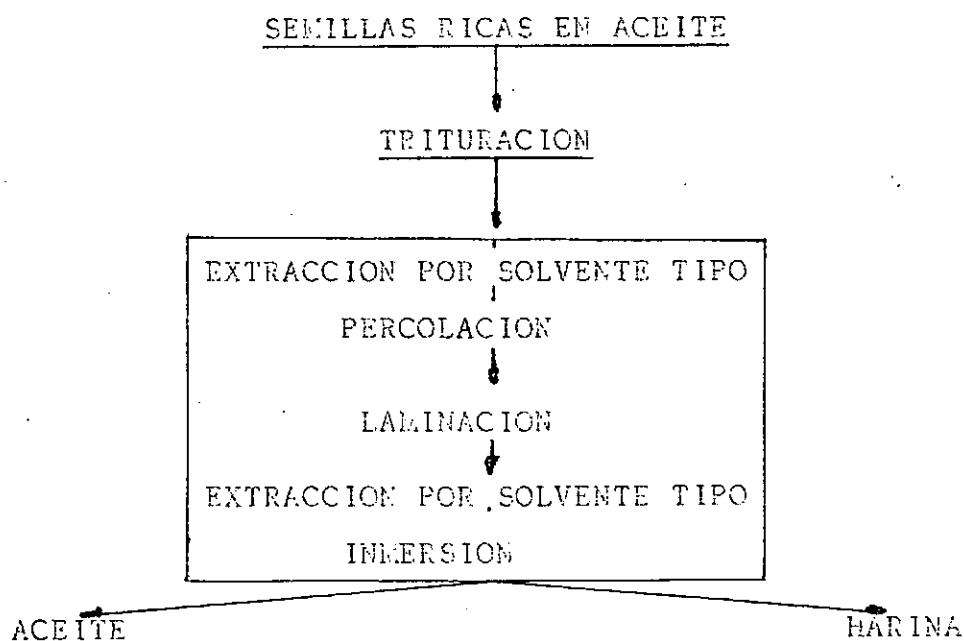 SEMILLAS RICAS EN ACEITE
TRITURACION
EXTRACCION POR SOLVENTE TIPO
PERCOLACION
LAMINACION
EXTRACCION POR SOLVENTE TIPO
INMERSION
ACEITE
HARINA